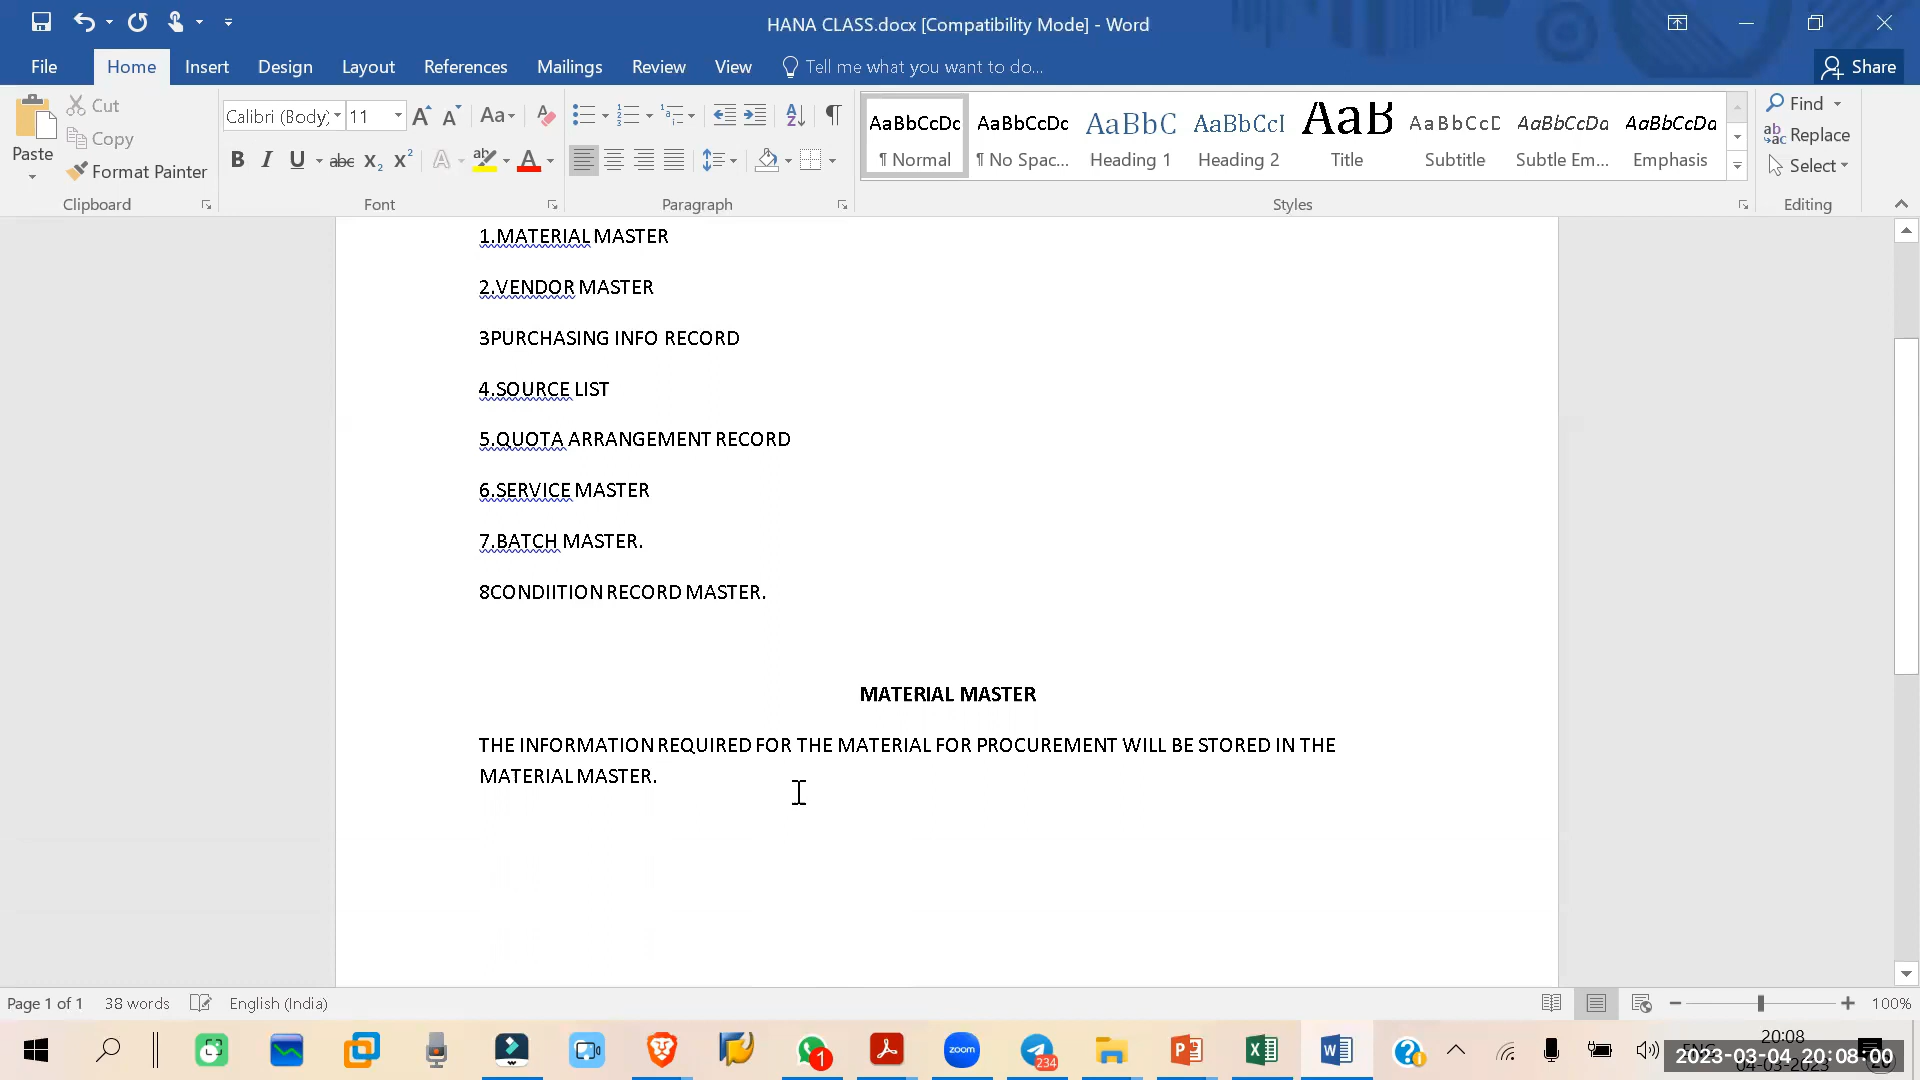 HANA CLASS.docx [Compatibility Mode] - Word
File Home Insert Design Layout References Mailings Review View Tell me what you want to do... Share
Paste
Cut
Copy
Format Painter
Clipboard
Calibri (Body) 11
Font
Paragraph
AaBbCcDc AaBbCcDc AaBbC AaBbCcI AaB AaBbCcD AaBbCcDa AaBbCcDa
¶ Normal ¶ No Spac... Heading 1 Heading 2 Title Subtitle Subtle Em... Emphasis
Styles
Find
Replace
Select
Editing
1.MATERIAL MASTER
2.VENDOR MASTER
3PURCHASING INFO RECORD
4.SOURCE LIST
5.QUOTA ARRANGEMENT RECORD
6.SERVICE MASTER
7.BATCH MASTER.
8CONDIITION RECORD MASTER.
MATERIAL MASTER
THE INFORMATION REQUIRED FOR THE MATERIAL FOR PROCUREMENT WILL BE STORED IN THE
MATERIAL MASTER.
Page 1 of 1 38 words English (India) 100%
1 zoom 234
20:08
2023-03-04 20:08:00